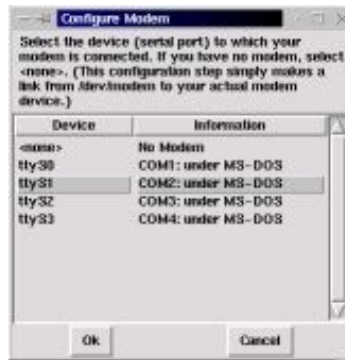 Configure Modem
Select the device (serial port) to which your
modem is connected. If you have no modem, select
<none>. (This configuration step simply makes a
link from /dev/modem to your actual modem
device.)
Device Information
<none> No Modem
ttyS0 COM1: under MS-DOS
ttyS1 COM2: under MS-DOS
ttyS2 COM3: under MS-DOS
ttyS3 COM4: under MS-DOS
Ok Cancel